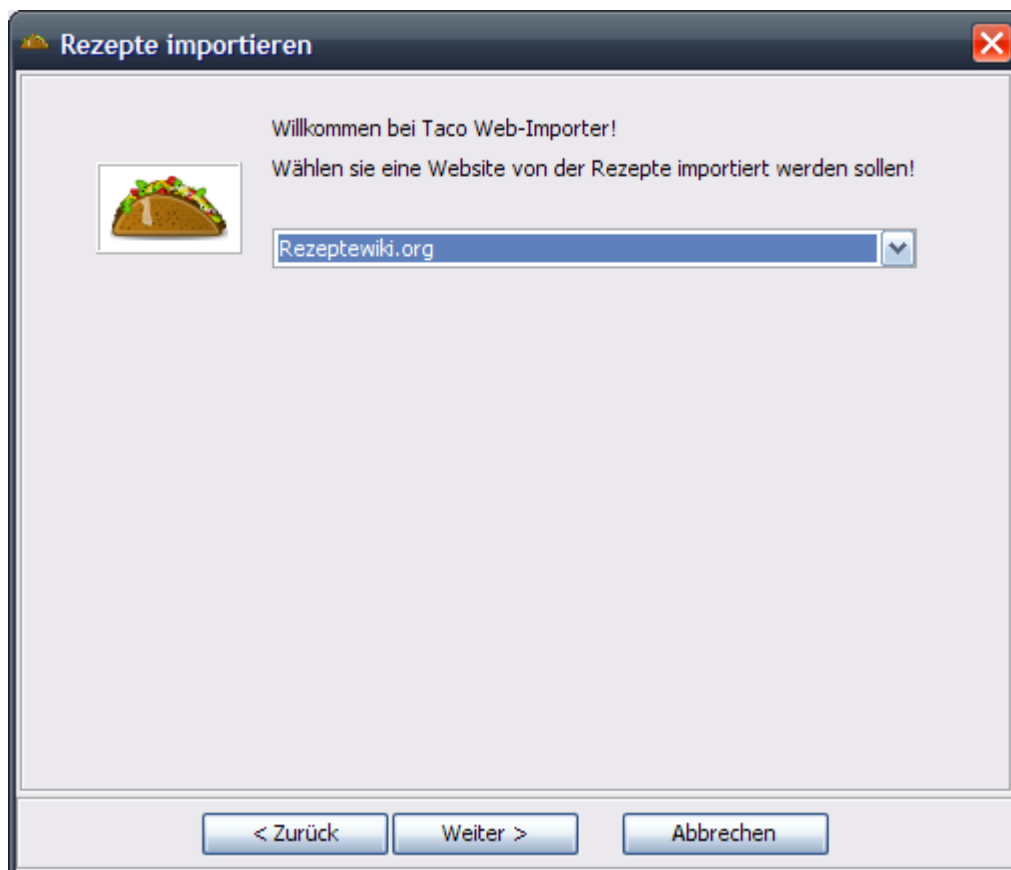 Rezepte importieren
Willkommen bei Taco Web-Importer!
Wählen sie eine Website von der Rezepte importiert werden sollen!
Rezeptewiki.org
< Zurück
Weiter >
Abbrechen